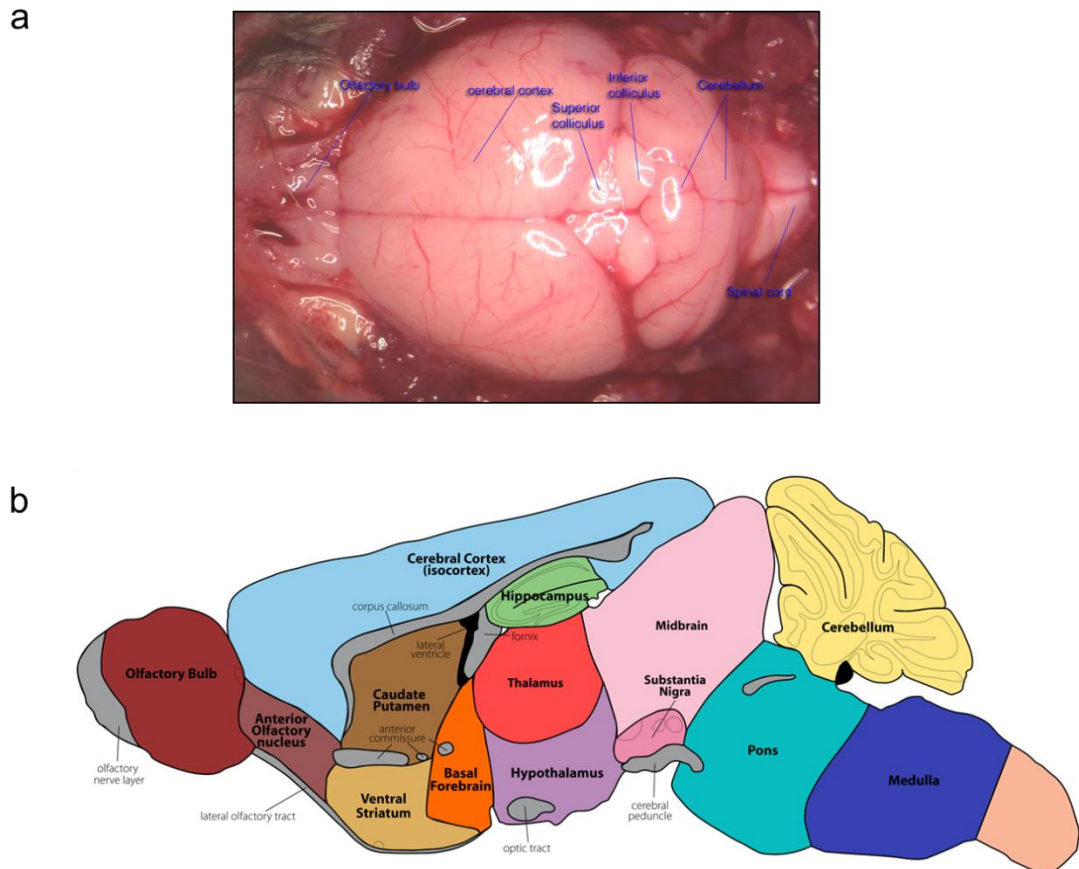 a
Olfactory bulb
cerebral cortex
Superior
colliculus
Inferior
colliculus
Cerebellum
Spinal cord
b
Cerebral Cortex
(isocortex)
corpus callosum
Hippocampus
lateral
ventricle
fornix
Midbrain
Cerebellum
Olfactory Bulb
Caudate
Putamen
Thalamus
Substantia
Nigra
Anterior
Olfactory
nucleus
anterior
commissure
Pons
olfactory
nerve layer
Basal
Forebrain
Hypothalamus
Medulla
lateral olfactory tract
Ventral
Striatum
cerebral
peduncle
optic tract